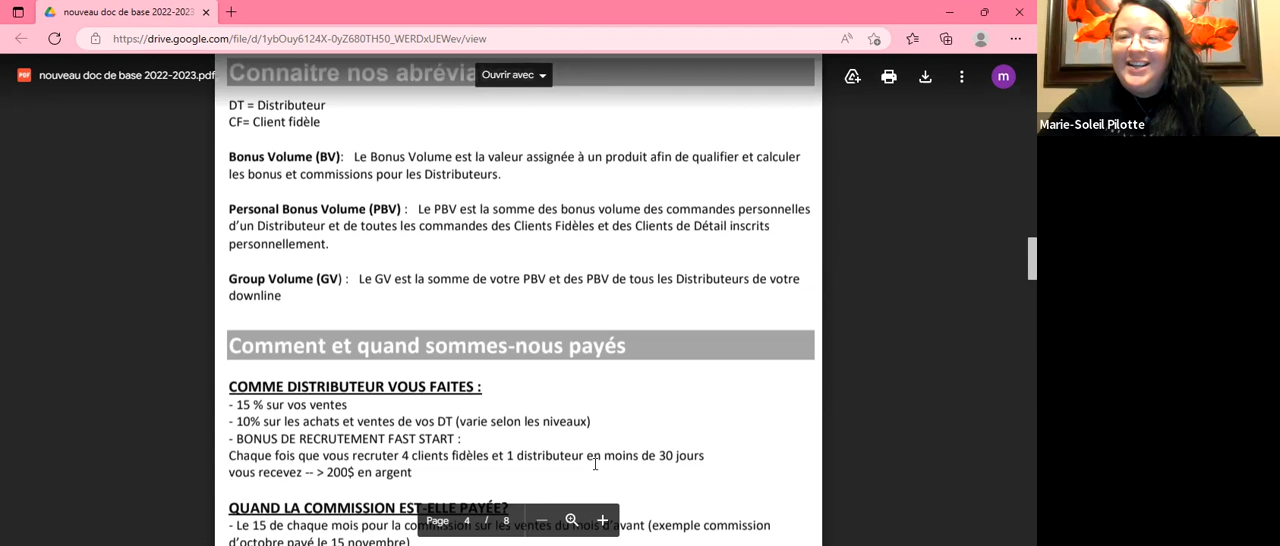 nouveau doc de base 2022-2023
https://drive.google.com/file/d/1ybOuy6124X-0yZ680TH50_WERDxUEWev/view
nouveau doc de base 2022-2023.pdf
Ouvrir avec
m
Marie-Soleil Pilotte
Connaitre nos abrévia
DT = Distributeur
CF= Client fidèle
Bonus Volume (BV): Le Bonus Volume est la valeur assignée à un produit afin de qualifier et calculer
les bonus et commissions pour les Distributeurs.
Personal Bonus Volume (PBV) : Le PBV est la somme des bonus volume des commandes personnelles
d'un Distributeur et de toutes les commandes des Clients Fidèles et des Clients de Détail inscrits
personnellement.
Group Volume (GV) : Le GV est la somme de votre PBV et des PBV de tous les Distributeurs de votre
downline
Comment et quand sommes-nous payés
COMME DISTRIBUTEUR VOUS FAITES :
- 15 % sur vos ventes
- 10% sur les achats et ventes de vos DT (varie selon les niveaux)
- BONUS DE RECRUTEMENT FAST START :
Chaque fois que vous recruter 4 clients fidèles et 1 distributeur en moins de 30 jours
vous recevez -- > 200$ en argent
QUAND LA COMMISSION EST-ELLE PAYÉE?
- Le 15 de chaque mois pour la commission sur les ventes du mois d'avant (exemple commission
d'octobre payé le 15 novembre)
Page 4 / 8